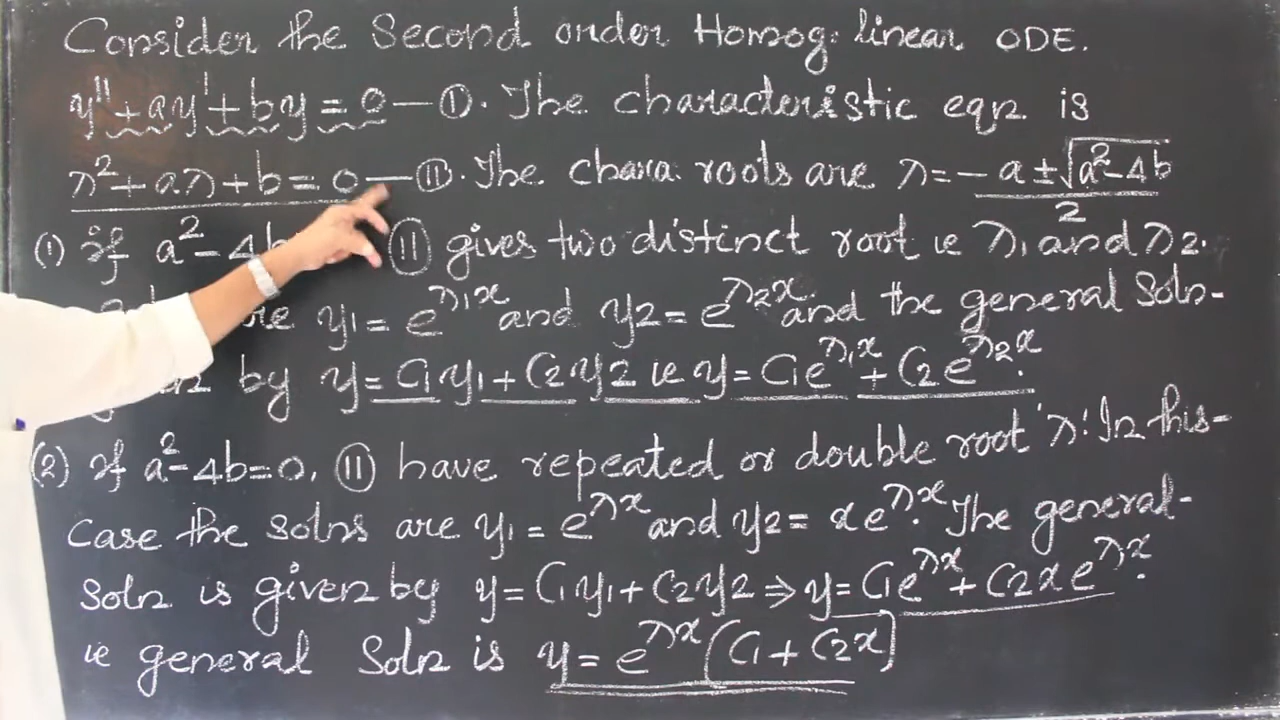 Consider the Second order Homog. linear ODE.
y'' + ay' + by = 0 — Ⓘ. The characteristic eqn is
λ² + aλ + b = 0 — Ⓘⓘ. The chara. roots are λ = -a ± √(a² - 4b) / 2
(1) if a² - 4b Ⓘⓘ gives two distinct root ie λ₁ and λ₂.
y₁ = e^λ₁x and y₂ = e^λ₂x and the general Soln-
by y = C₁y₁ + C₂y₂ ie y = C₁e^λ₁x + C₂e^λ₂x.
(2) If a² - 4b = 0, Ⓘⓘ have repeated or double root 'λ'. In this-
Case the solns are y₁ = e^λx and y₂ = xe^λx. The general-
Soln is given by y = C₁y₁ + C₂y₂ ⇒ y = C₁e^λx + C₂xe^λx.
ie general Soln is y = e^λx [C₁ + C₂x]